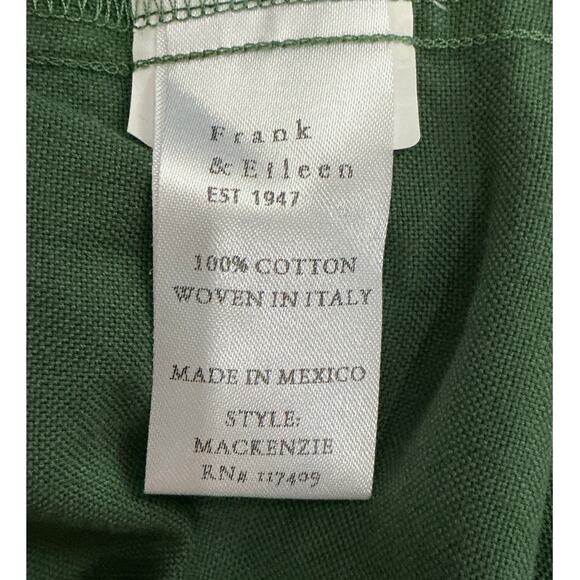 Frank
& Eileen
EST 1947
100% COTTON
WOVEN IN ITALY
MADE IN MEXICO
STYLE:
MACKENZIE
RN# 117409